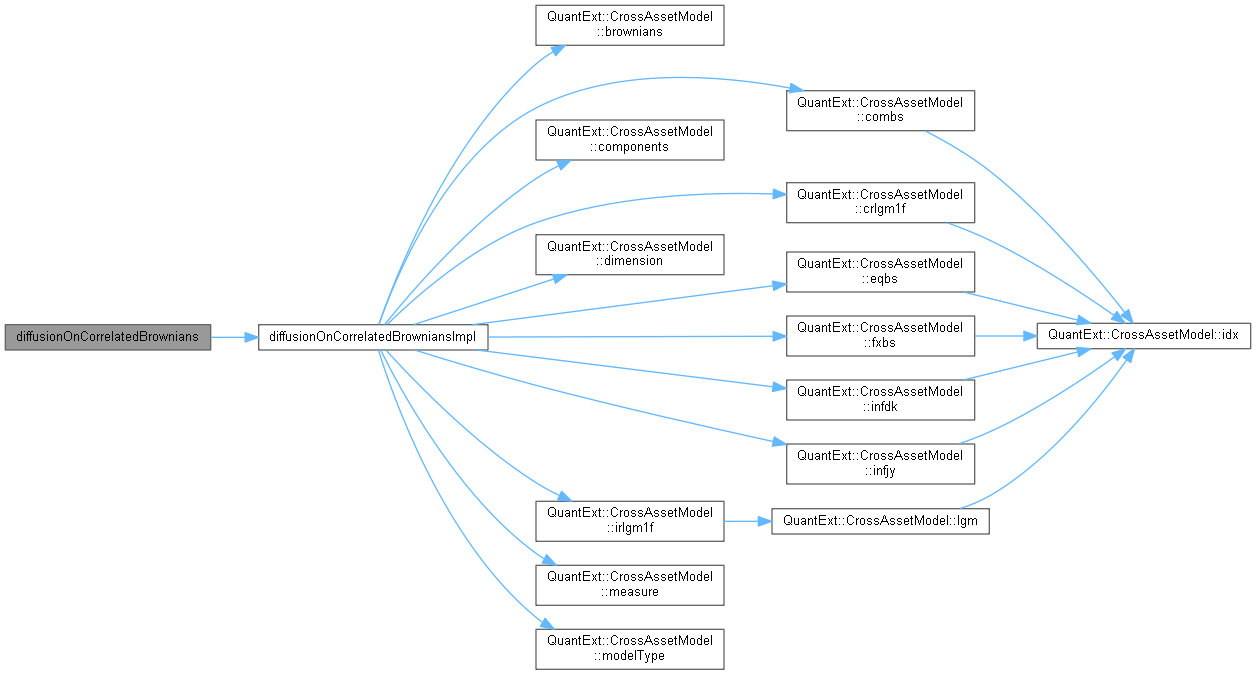 QuantExt::CrossAssetModel
::brownians
QuantExt::CrossAssetModel
::combs
QuantExt::CrossAssetModel
::components
QuantExt::CrossAssetModel
::crlgm1f
QuantExt::CrossAssetModel
::dimension
QuantExt::CrossAssetModel
::eqbs
diffusionOnCorrelatedBrownians
diffusionOnCorrelatedBrowniansImpl
QuantExt::CrossAssetModel
::fxbs
QuantExt::CrossAssetModel::idx
QuantExt::CrossAssetModel
::infdk
QuantExt::CrossAssetModel
::infjy
QuantExt::CrossAssetModel
::irlgm1f
QuantExt::CrossAssetModel::lgm
QuantExt::CrossAssetModel
::measure
QuantExt::CrossAssetModel
::modelType